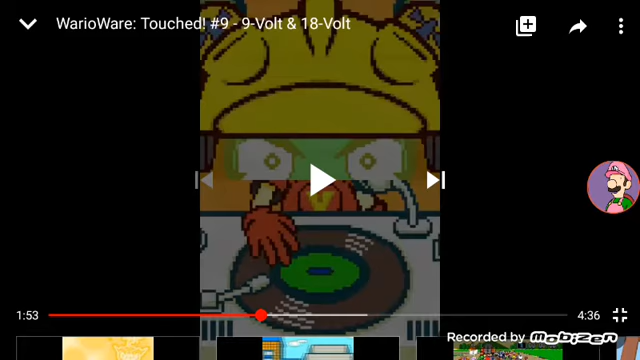 WarioWare: Touched! #9 - 9-Volt & 18-Volt
V
1:53
4:36
Recorded by mobizen